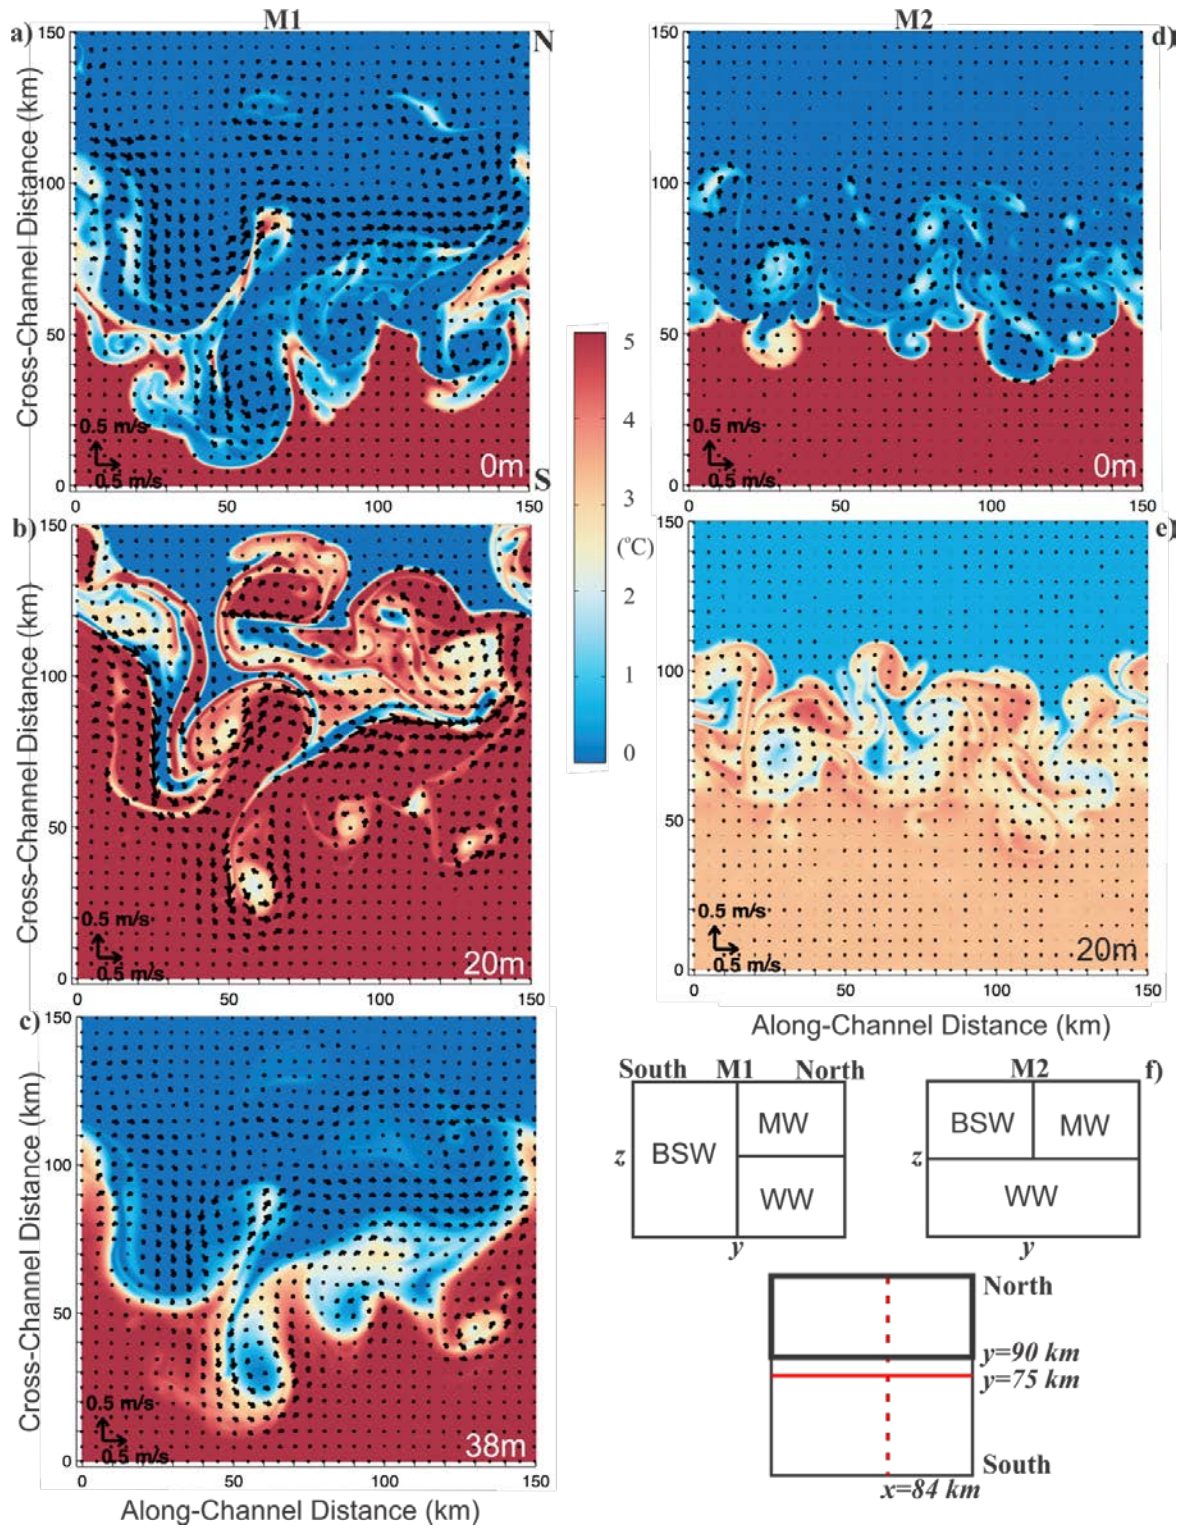 M1
M2
a)
N
d)
Cross-Channel Distance (km)
150
100
50
0
0.5 m/s
0.5 m/s
0m
S
0
50
100
150
150
100
50
0
0.5 m/s
0.5 m/s
0m
0
50
100
150
5
4
3
(°C)
2
1
0
b)
Cross-Channel Distance (km)
150
100
50
0
0.5 m/s
0.5 m/s
20m
0
50
100
150
e)
150
100
50
0
0.5 m/s
0.5 m/s
20m
50
100
150
Along-Channel Distance (km)
c)
Cross-Channel Distance (km)
150
100
50
0
0.5 m/s
0.5 m/s
38m
0
50
100
150
Along-Channel Distance (km)
South M1 North
BSW
MW
WW
z
y
M2
f)
BSW
MW
WW
z
y
North
y=90 km
y=75 km
South
x=84 km